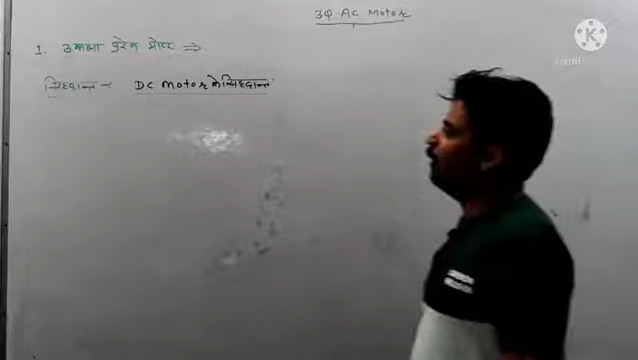 3φ AC Motor
1. 3 कला प्रेरण मोटर ⇒
सिद्धान्त :- DC Motor के सिद्धान्त
K